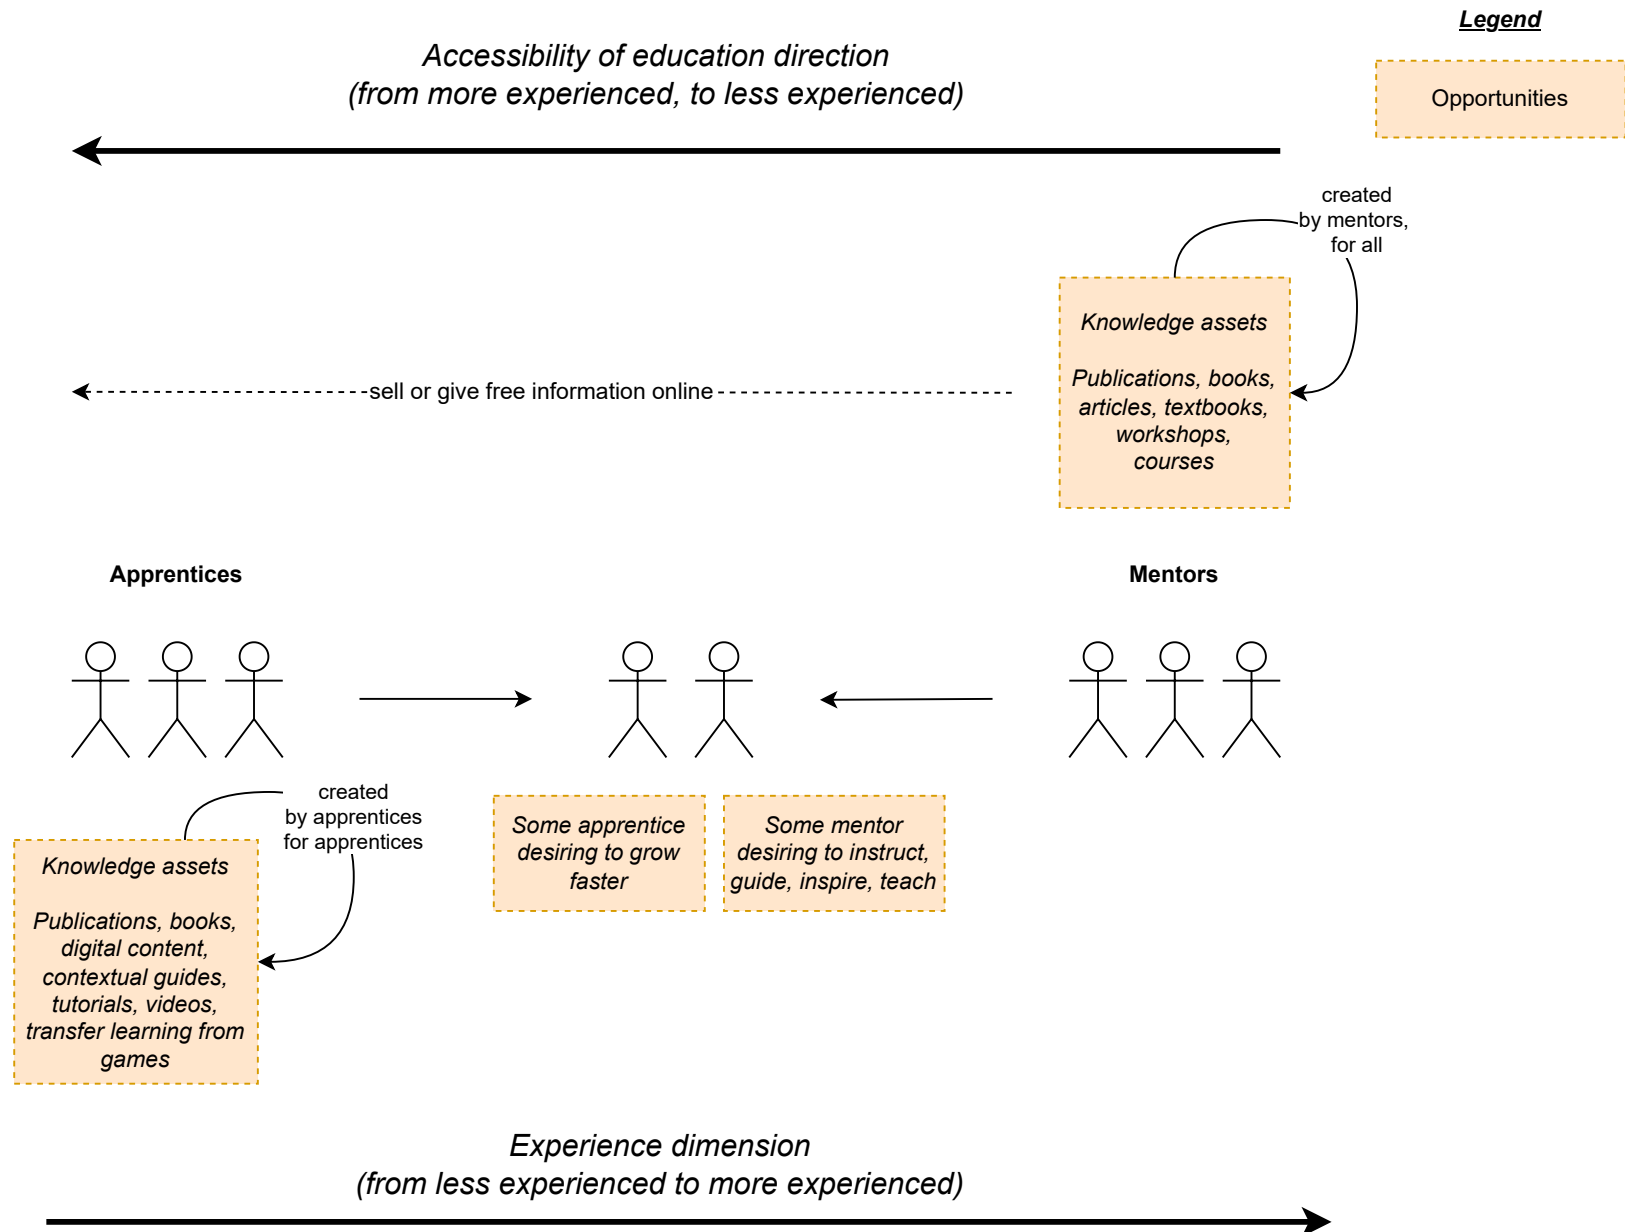 Legend
Accessibility of education direction
(from more experienced, to less experienced)
Opportunities
created
by mentors,
for all
Knowledge assets
Publications, books,
articles, textbooks,
workshops,
courses
sell or give free information online
Apprentices
Mentors
created
by apprentices
for apprentices
Some apprentice
desiring to grow
faster
Some mentor
desiring to instruct,
guide, inspire, teach
Knowledge assets
Publications, books,
digital content,
contextual guides,
tutorials, videos,
transfer learning from
games
Experience dimension
(from less experienced to more experienced)